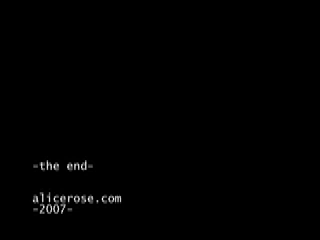 =the end=
alicerose.com
=2007=